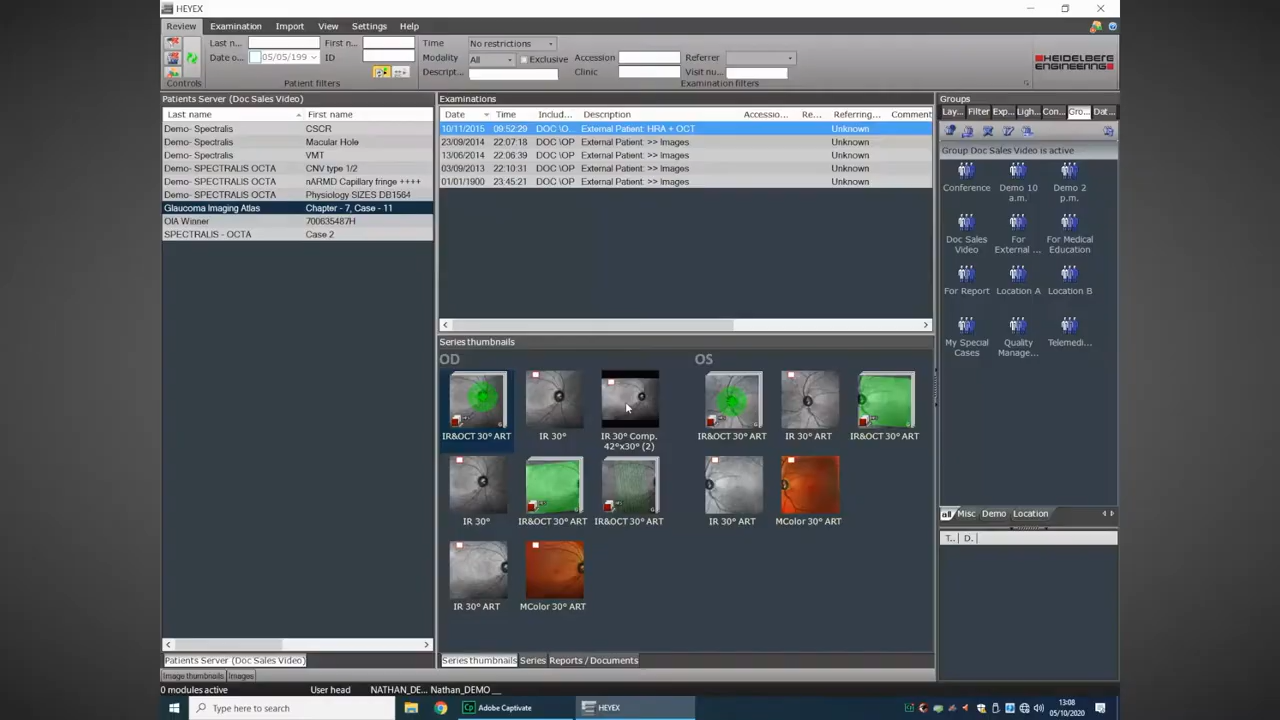 HEYEX
Review Examination Import View Settings Help
Last n... First n... Time No restrictions Accession Referrer
Date o... 05/05/199 ID Modality All Exclusive Clinic Visit nu...
Descript...
Controls Patient filters Examination filters
HEIDELBERG
ENGINEERING
Patients Server (Doc Sales Video)
Last name First name
Demo- Spectralis CSCR
Demo- Spectralis Macular Hole
Demo- Spectralis VMT
Demo- SPECTRALIS OCTA CNV type 1/2
Demo- SPECTRALIS OCTA nARMD Capillary fringe ++++
Demo- SPECTRALIS OCTA Physiology SIZES DB1564
Glaucoma Imaging Atlas Chapter - 7, Case - 11
OIA Winner 700635487H
SPECTRALIS - OCTA Case 2
Patients Server (Doc Sales Video)
Image thumbnails Images
Examinations
Date Time Includ... Description Accessio... Re... Referring... Comment
10/11/2015 09:52:29 DOC \O... External Patient: HRA + OCT Unknown
23/09/2014 22:07:18 DOC \OP External Patient: >> Images Unknown
13/06/2014 22:06:39 DOC \OP External Patient: >> Images Unknown
03/09/2013 22:10:31 DOC \OP External Patient: >> Images Unknown
01/01/1900 23:45:21 DOC \OP External Patient: >> Images Unknown
Series thumbnails
OD OS
IR&OCT 30° ART IR 30° IR 30° Comp. 42°x30° (2) IR&OCT 30° ART IR 30° ART IR&OCT 30° ART
IR 30° IR&OCT 30° ART IR&OCT 30° ART IR 30° ART MColor 30° ART
IR 30° ART MColor 30° ART
Series thumbnails Series Reports / Documents
Groups
Lay... Filter Exp... Ligh... Con... Gro... Dat...
Group Doc Sales Video is active
Conference Demo 10 a.m. Demo 2 p.m.
Doc Sales Video For External ... For Medical Education
For Report Location A Location B
My Special Cases Quality Manage... Telemedi...
all Misc Demo Location
T... D.
0 modules active User head NATHAN_DE... Nathan_DEMO __
Type here to search Cp Adobe Captivate HEYEX 13:08
05/10/2020